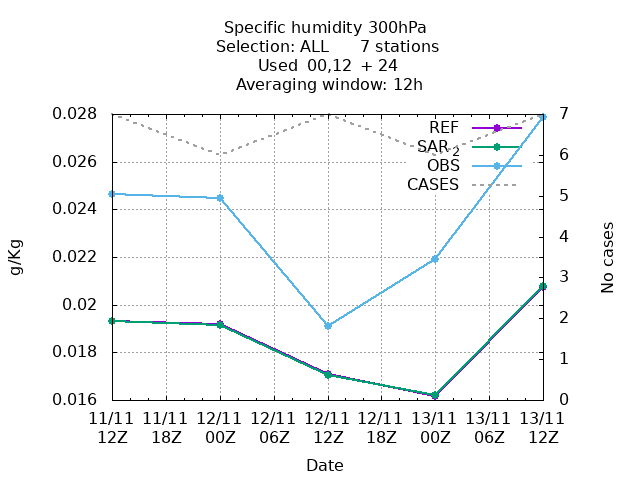 Specific humidity 300hPa
Selection: ALL 7 stations
Used 00,12 + 24
Averaging window: 12h
0.028
0.026
0.024
0.022
0.02
0.018
0.016
g/Kg
REF
SAR 2
OBS
CASES
7
6
5
4
3
2
1
0
No cases
11/11 11/11 12/11 12/11 12/11 12/11 13/11 13/11 13/11
12Z 18Z 00Z 06Z 12Z 18Z 00Z 06Z 12Z
Date